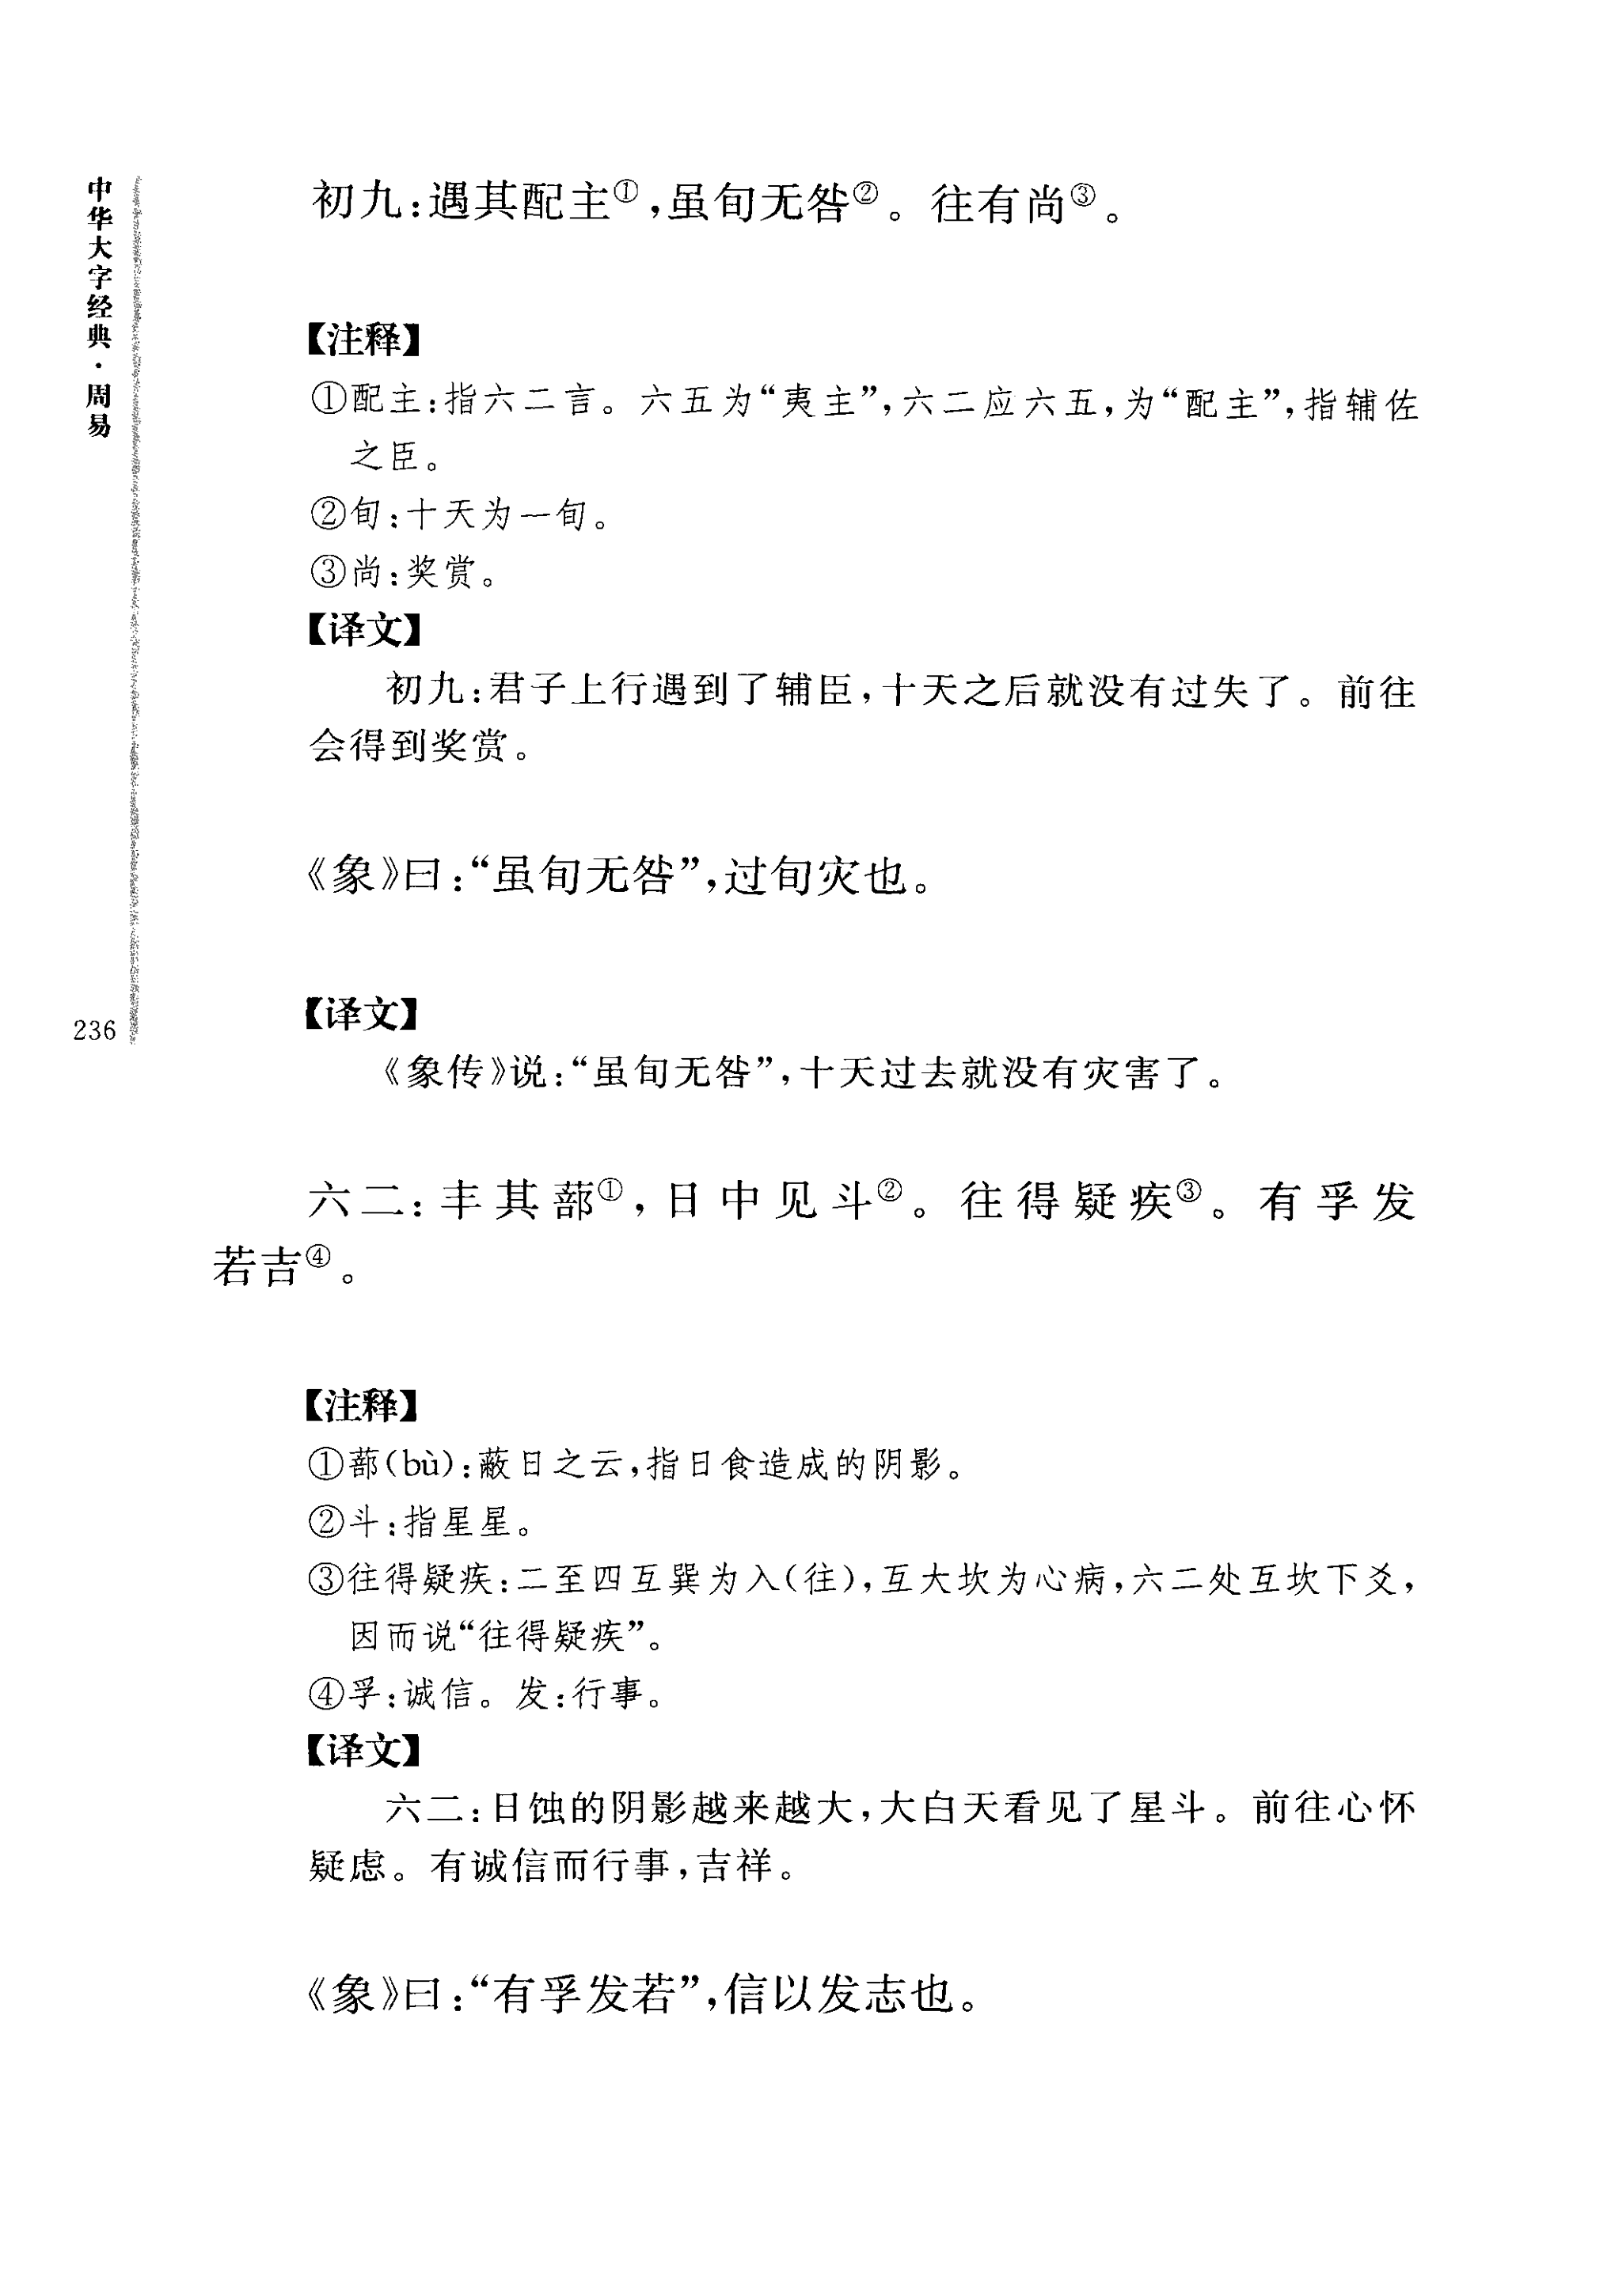 中华大字经典·周易
236
初九：遇其配主①，虽旬无咎②。往有尚③。
【注释】
①配主：指六二言。六五为“夷主”，六二应六五，为“配主”，指辅佐
之臣。
②旬：十天为一旬。
③尚：奖赏。
【译文】
初九：君子上行遇到了辅臣，十天之后就没有过失了。前往
会得到奖赏。
《象》曰：“虽旬无咎”，过旬灾也。
【译文】
《象传》说：“虽旬无咎”，十天过去就没有灾害了。
六二：丰其蔀①，日中见斗②。往得疑疾③。有孚发
若吉④。
【注释】
①蔀（bù）：蔽日之云，指日食造成的阴影。
②斗：指星星。
③往得疑疾：二至四互巽为入（往），互大坎为心病，六二处互坎下爻，
因而说“往得疑疾”。
④孚：诚信。发：行事。
【译文】
六二：日蚀的阴影越来越大，大白天看见了星斗。前往心怀
疑虑。有诚信而行事，吉祥。
《象》曰：“有孚发若”，信以发志也。